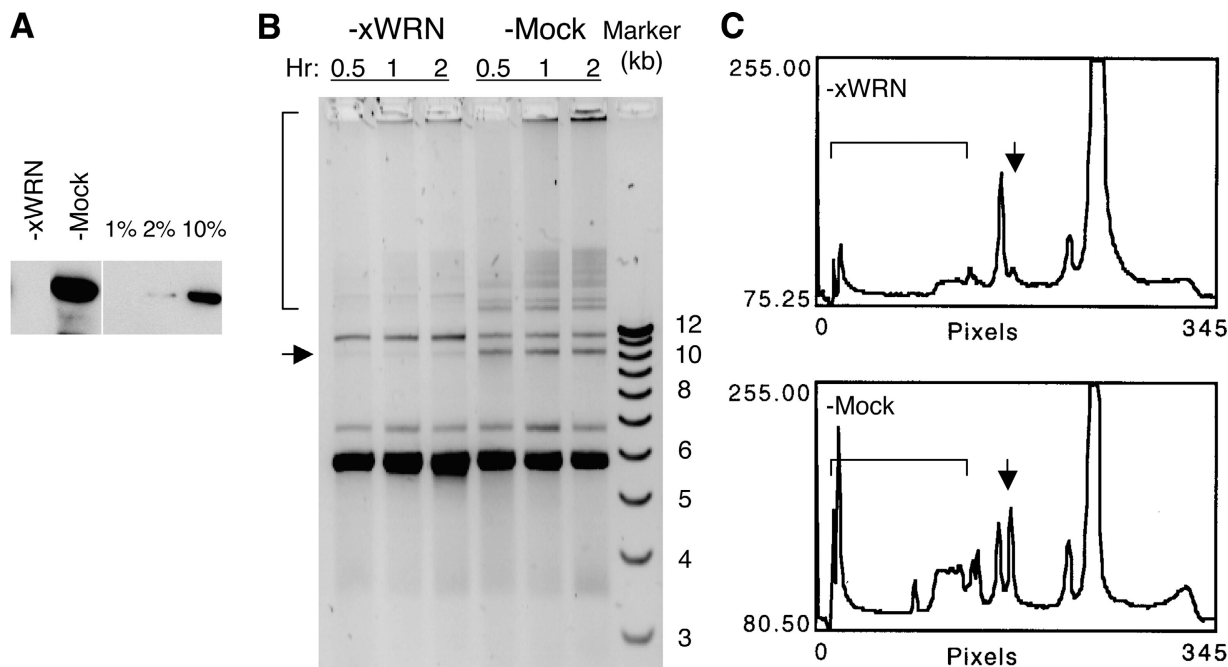 A
-xWRN
-Mock
1% 2% 10%
B
-xWRN -Mock Marker
(kb)
Hr: 0.5 1 2 0.5 1 2
12
10
8
6
5
4
3
C
255.00
-xWRN
75.25
0 Pixels 345
255.00
-Mock
80.50
0 Pixels 345